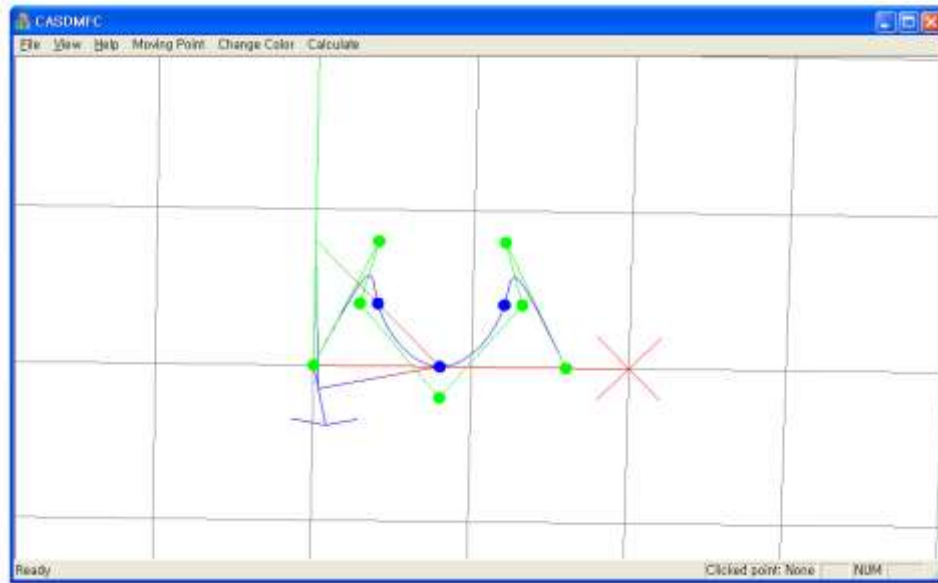 CASDMFC
File View Help Moving Point Change Color Calculate
Ready Clicked point: None NUM